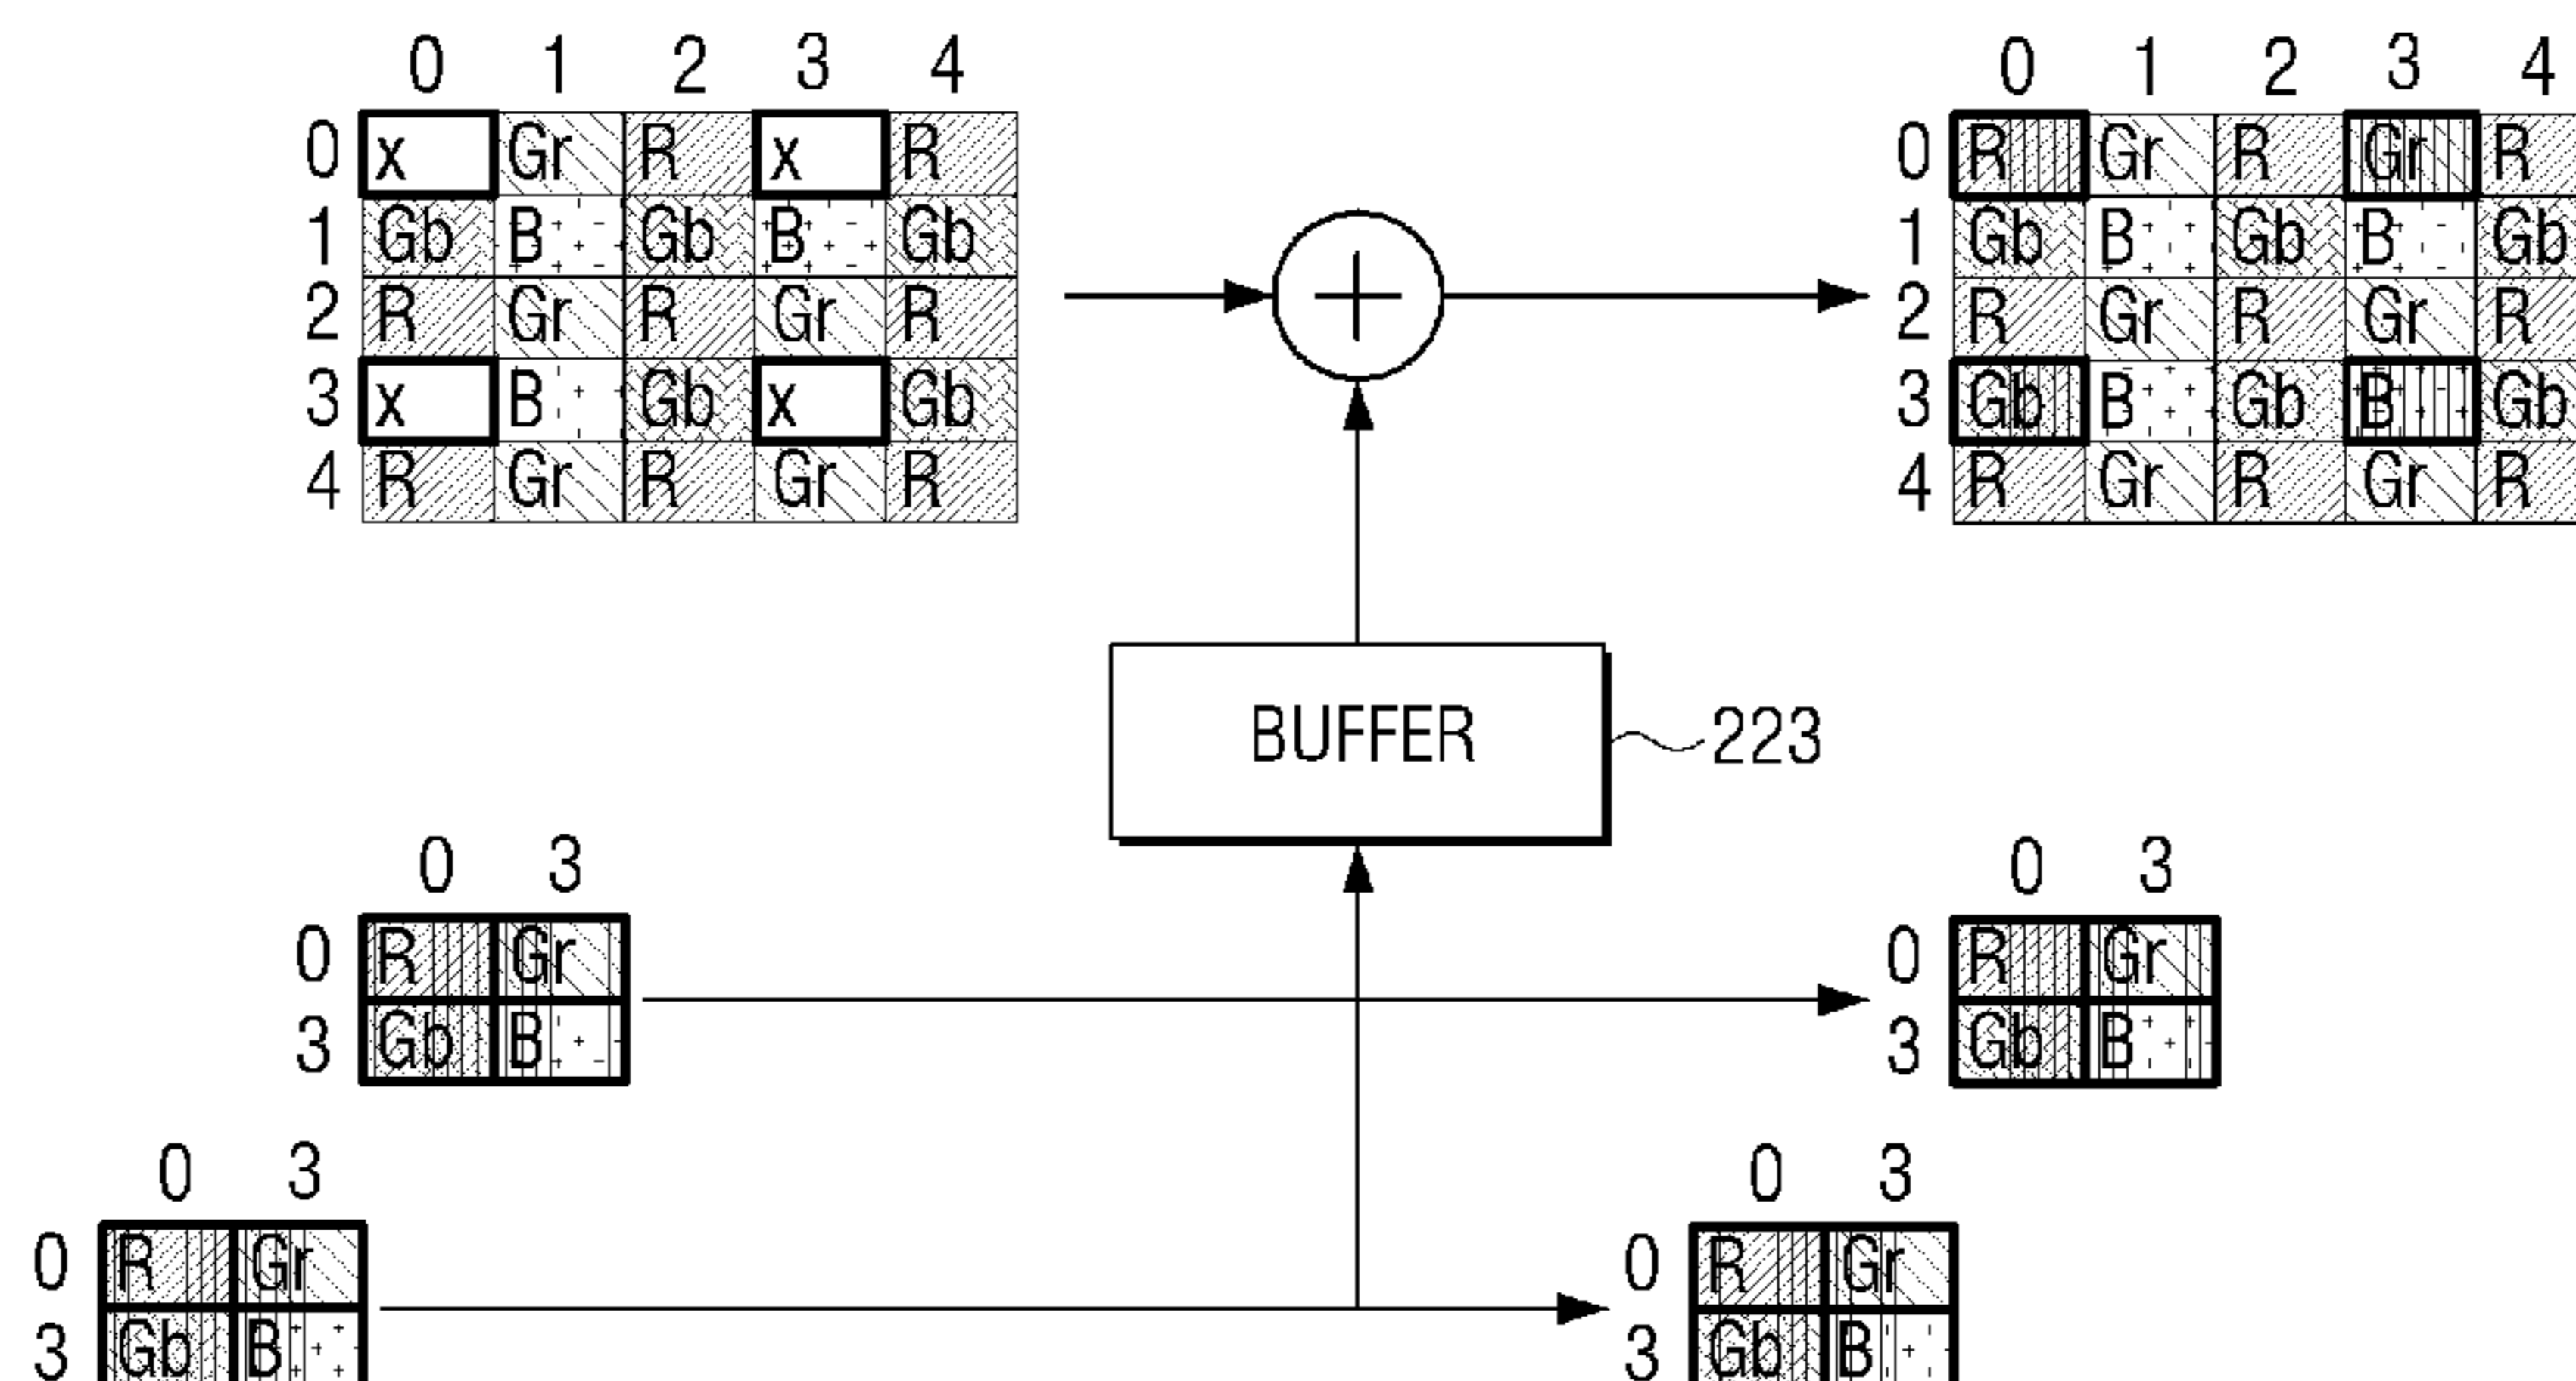 0 1 2 3 4 0 1 2 3 4
0 x Gr R x R 0 R Gr R Gr R
1 Gb B Gb B Gb 1 Gb B Gb B Gb
2 R Gr R Gr R 2 R Gr R Gr R
3 x B Gb x Gb 3 Gb B Gb B Gb
4 R Gr R Gr R 4 R Gr R Gr R
BUFFER 223
0 3 0 3
0 R Gr 0 R Gr
3 Gb B 3 Gb B
0 3 0 3
0 R Gr 0 R Gr
3 Gb B 3 Gb B